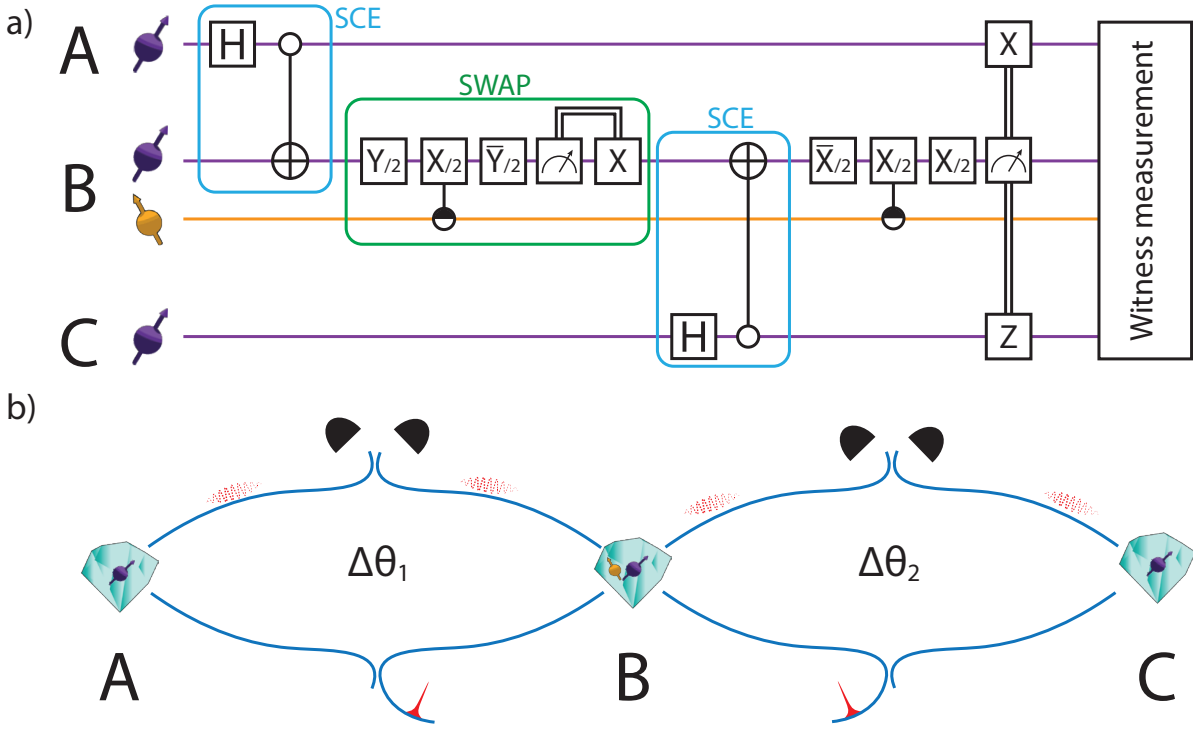 a)
A
H
SCE
X
SWAP
SCE
B
Y/2
X/2
Y̅/2
X
X̅/2
X/2
X/2
C
H
Z
Witness measurement
b)
Δθ₁
Δθ₂
A
B
C